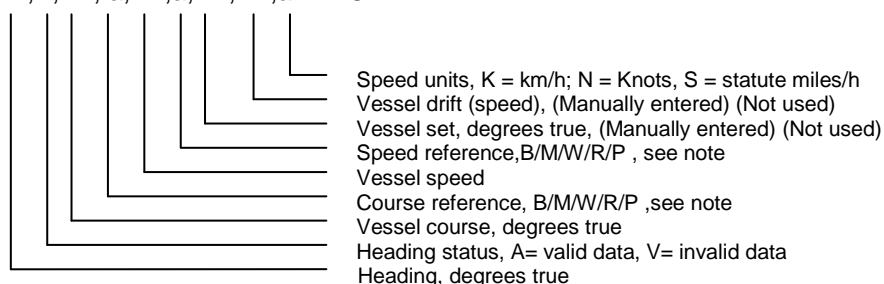 Speed units, K = km/h; N = Knots, S = statute miles/h
Vessel drift (speed), (Manually entered) (Not used)
Vessel set, degrees true, (Manually entered) (Not used)
Speed reference,B/M/W/R/P , see note
Vessel speed
Course reference, B/M/W/R/P ,see note
Vessel course, degrees true
Heading status, A= valid data, V= invalid data
Heading, degrees true